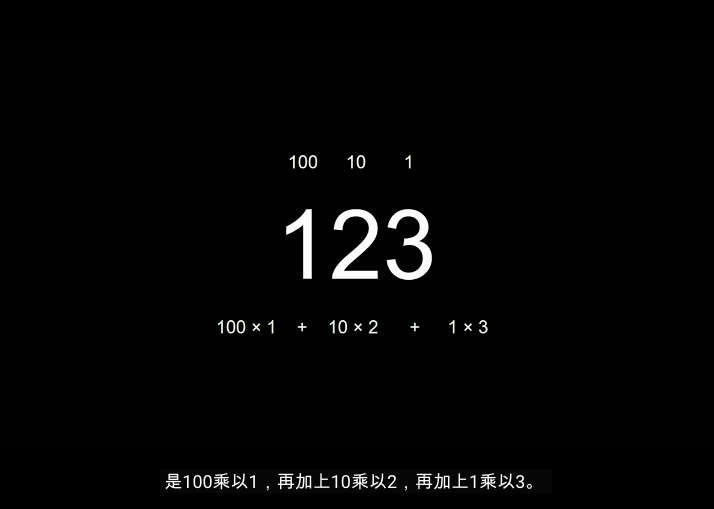 100 10 1
123
100 × 1 + 10 × 2 + 1 × 3
是100乘以1，再加上10乘以2，再加上1乘以3。